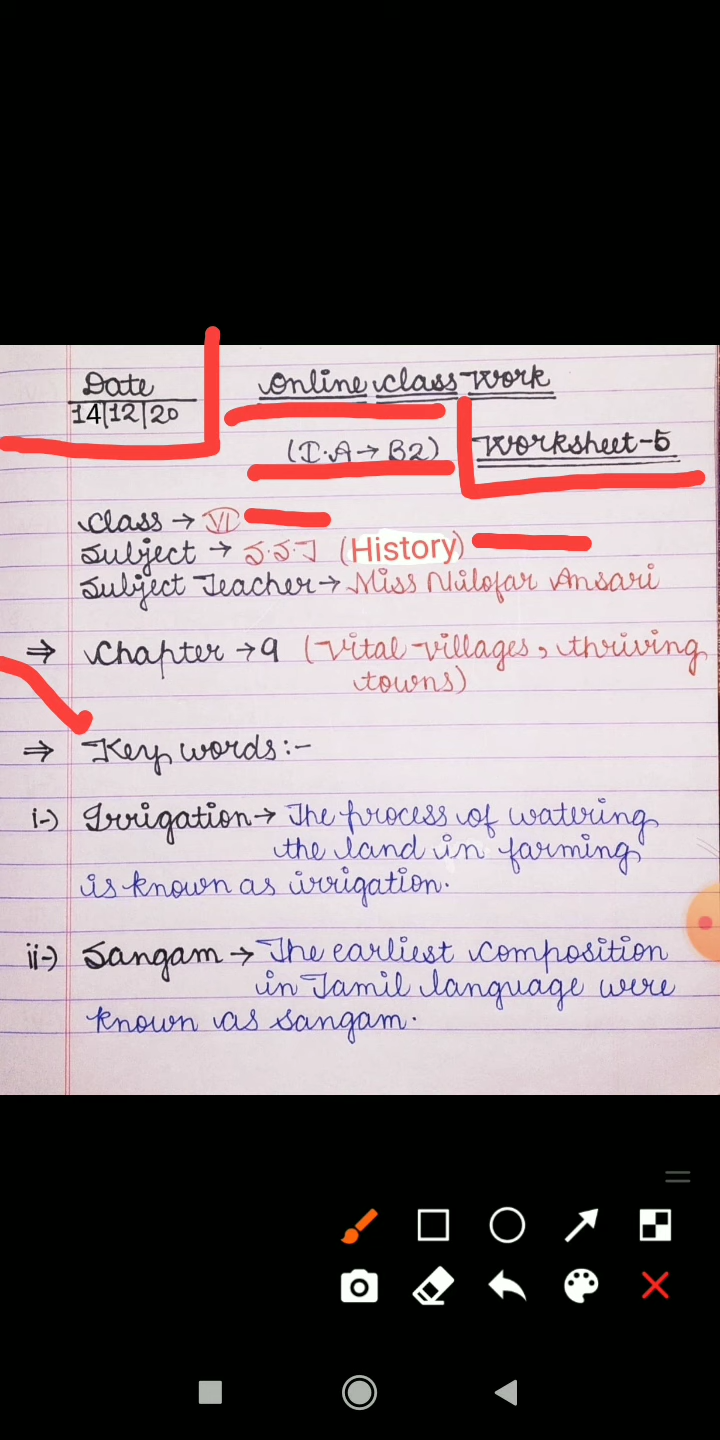 Date
14/12/20
Online Class Work
(I.A → B2)
Worksheet-5
Class → VI
Subject → S.S.T (History)
Subject Teacher → Miss Nilofar Ansari
⇒ Chapter → 9 (Vital villages, thriving
towns)
⇒ Key words:-
i-) Irrigation → The process of watering
the land in farming
is known as irrigation.
ii-) Sangam → The earliest composition
in Tamil language were
known as Sangam.